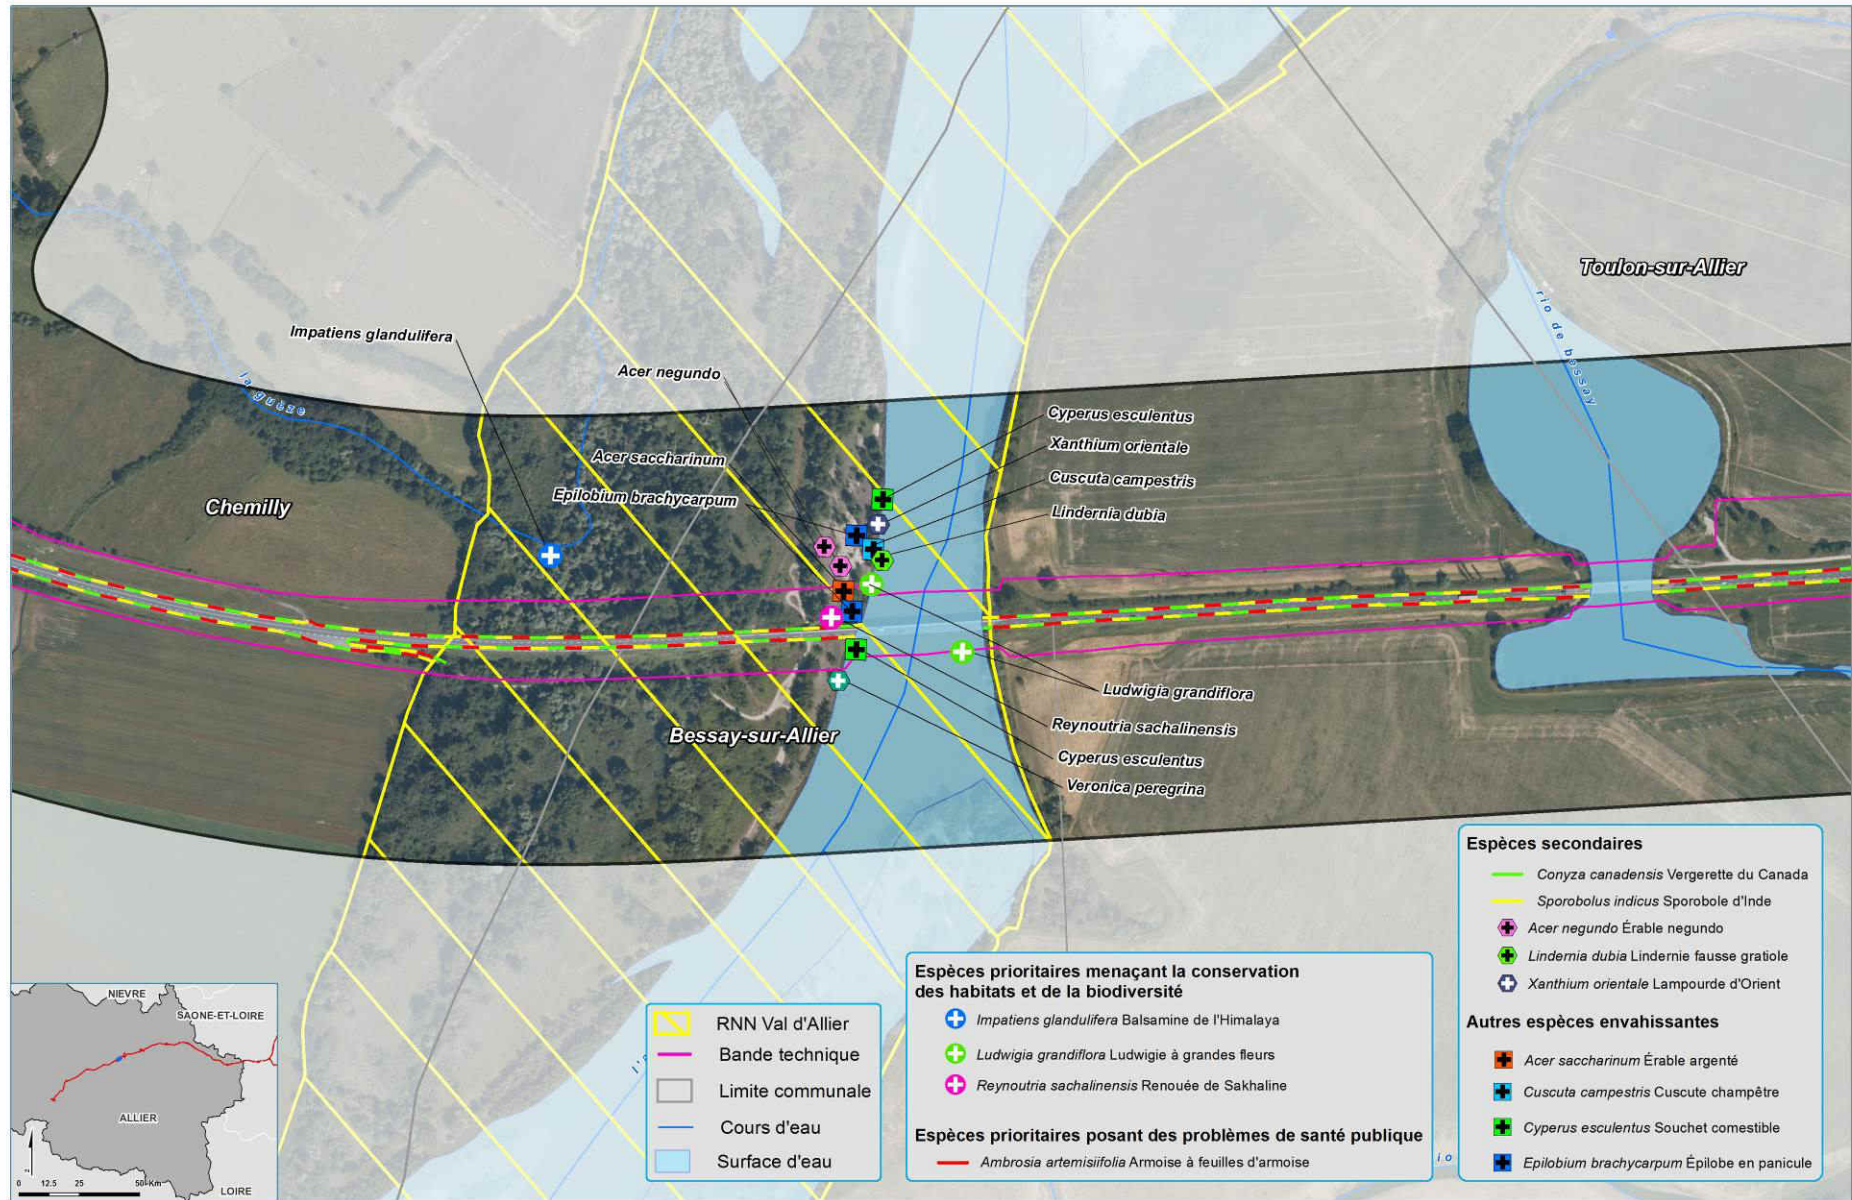 Toulon-sur-Allier
rio de bessay
Impatiens glandulifera
Acer negundo
la guèze
Cyperus esculentus
Xanthium orientale
Acer saccharinum
Cuscuta campestris
Epilobium brachycarpum
Chemilly
Lindernia dubia
Ludwigia grandiflora
Reynoutria sachalinensis
Bessay-sur-Allier
Cyperus esculentus
Veronica peregrina
Espèces secondaires
Conyza canadensis Vergerette du Canada
Sporobolus indicus Sporobole d'Inde
Acer negundo Érable negundo
Lindernia dubia Lindernie fausse gratiole
Xanthium orientale Lampourde d'Orient
Autres espèces envahissantes
Acer saccharinum Érable argenté
Cuscuta campestris Cuscute champêtre
Cyperus esculentus Souchet comestible
Epilobium brachycarpum Épilobe en panicule
Espèces prioritaires menaçant la conservation
des habitats et de la biodiversité
Impatiens glandulifera Balsamine de l'Himalaya
Ludwigia grandiflora Ludwigie à grandes fleurs
Reynoutria sachalinensis Renouée de Sakhaline
Espèces prioritaires posant des problèmes de santé publique
Ambrosia artemisiifolia Armoise à feuilles d'armoise
RNN Val d'Allier
Bande technique
Limite communale
Cours d'eau
Surface d'eau
NIEVRE
SAONE-ET-LOIRE
ALLIER
LOIRE
0 12.5 25 50 Km